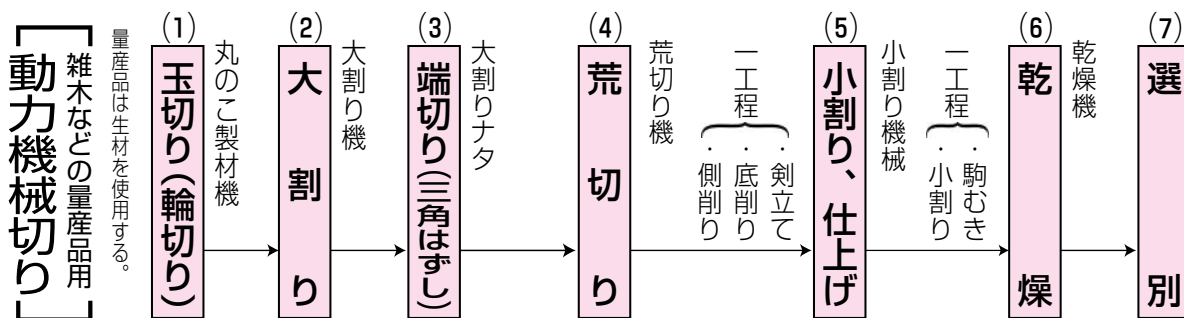 動力機械切り
雑木などの量産品用
量産品は生材を使用する。
(1)
玉切り(輪切り)
丸のこ製材機
(2)
大割り
大割り機
(3)
端切り(三角はずし)
大割りナタ
(4)
荒切り
荒切り機
一工程
・側削り
・底削り
・剣立て
(5)
小割り、仕上げ
小割り機械
一工程
・小割り
・駒むき
(6)
乾燥
乾燥機
(7)
選別